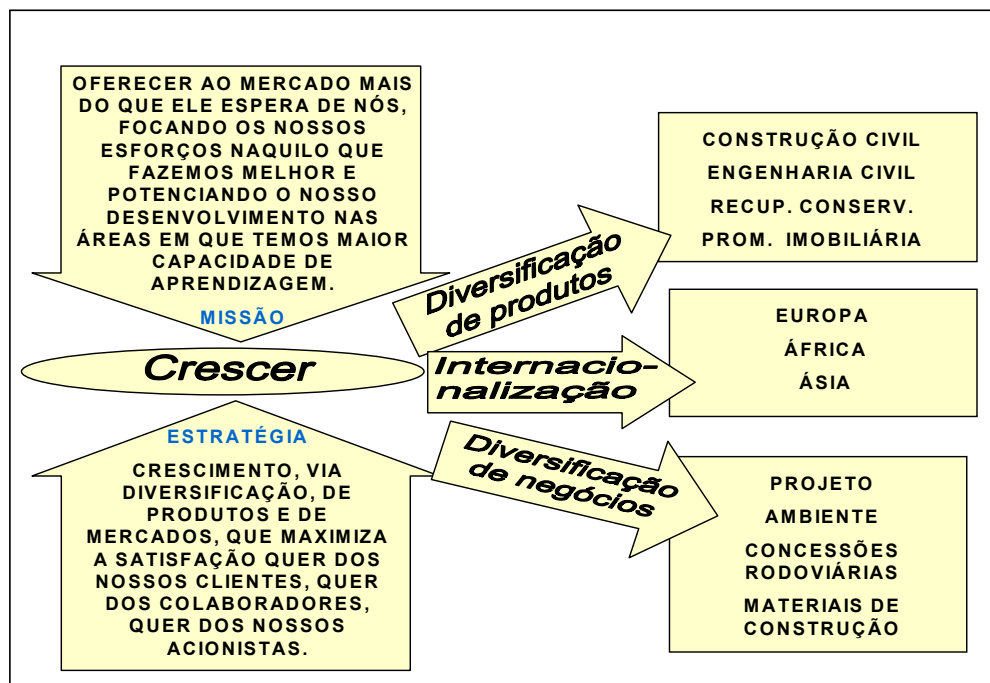 OFERECER AO MERCADO MAIS
DO QUE ELE ESPERA DE NÓS,
FOCANDO OS NOSSOS
ESFORÇOS NAQUILO QUE
FAZEMOS MELHOR E
POTENCIANDO O NOSSO
DESENVOLVIMENTO NAS
ÁREAS EM QUE TEMOS MAIOR
CAPACIDADE DE
APRENDIZAGEM.
MISSÃO
Crescer
ESTRATÉGIA
CRESCIMENTO, VIA
DIVERSIFICAÇÃO, DE
PRODUTOS E DE
MERCADOS, QUE MAXIMIZA
A SATISFAÇÃO QUER DOS
NOSSOS CLIENTES, QUER
DOS COLABORADORES,
QUER DOS NOSSOS
ACIONISTAS.
Diversificação
de produtos
CONSTRUÇÃO CIVIL
ENGENHARIA CIVIL
RECUP. CONSERV.
PROM. IMOBILIÁRIA
Internacio-
nalização
EUROPA
ÁFRICA
ÁSIA
Diversificação
de negócios
PROJETO
AMBIENTE
CONCESSÕES
RODOVIÁRIAS
MATERIAIS DE
CONSTRUÇÃO